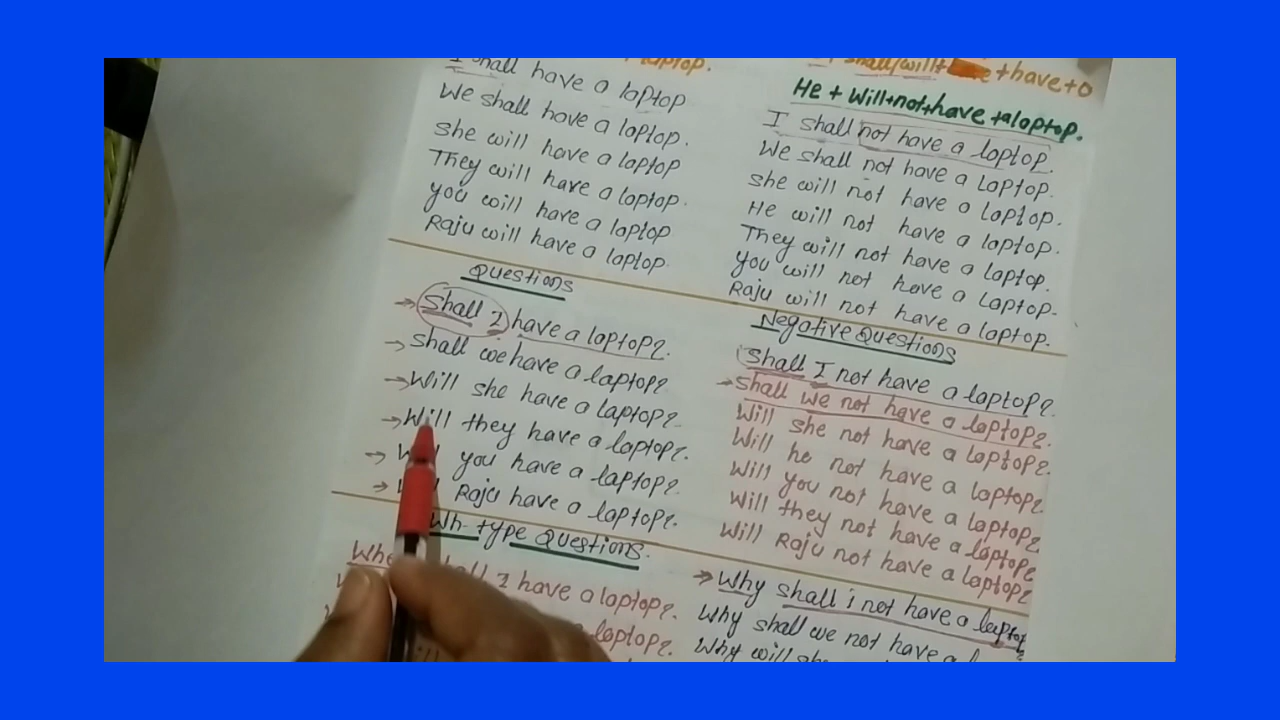 laptop.
I shall have a laptop
We shall have a laptop.
She will have a laptop
They will have a laptop.
you will have a laptop
Raju will have a laptop.
Questions
→ Shall I have a laptop?
→ Shall we have a laptop?
→ Will she have a laptop?
→ Will they have a laptop?
→ you have a laptop?
→ Raju have a laptop?
Wh-type Questions.
I have a laptop?
a laptop?
shall/will+ +have+O
He + Will+not+have +a laptop.
I shall not have a laptop.
We shall not have a laptop.
She will not have a laptop.
He will not have a laptop.
They will not have a laptop.
you will not have a laptop.
Raju will not have a laptop.
Negative Questions
Shall I not have a laptop?
→ Shall we not have a laptop?
Will she not have a laptop?
Will he not have a laptop?
Will you not have a laptop?
Will they not have a laptop?
Will Raju not have a laptop?
→ Why shall i not have a laptop
Why shall we not have a
Why will